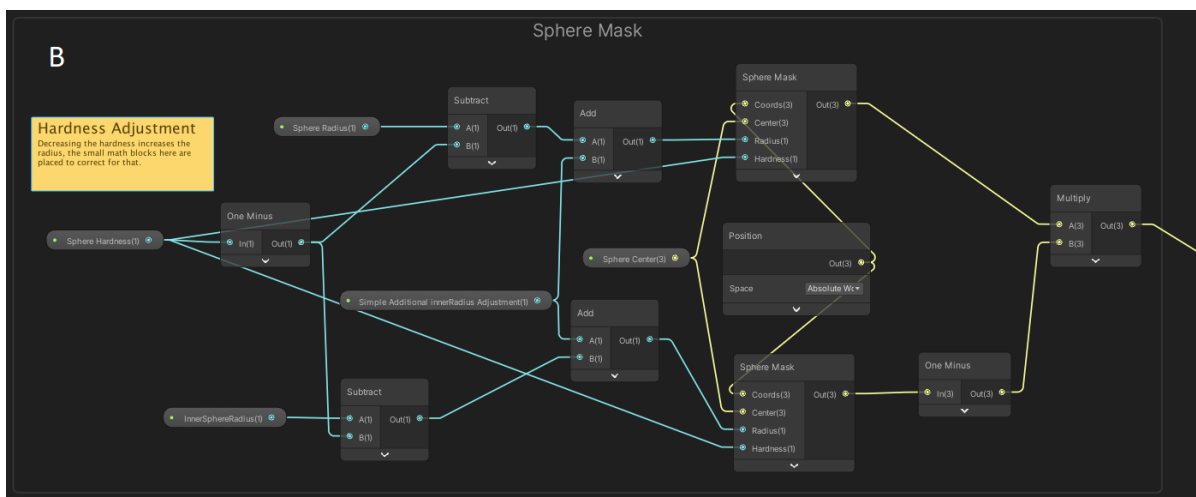 Sphere Mask
B
Hardness Adjustment
Decreasing the hardness increases the
radius, the small math blocks here are
placed to correct for that.
Sphere Radius(1)
Subtract
A(1) Out(1)
B(1)
Add
A(1) Out(1)
B(1)
Sphere Mask
Coords(3) Out(3)
Center(3)
Radius(1)
Hardness(1)
Sphere Hardness(1)
One Minus
In(1) Out(1)
Sphere Center(3)
Position
Out(3)
Space Absolute Wo
Multiply
A(3) Out(3)
B(3)
Simple Additional innerRadius Adjustment(1)
Add
A(1) Out(1)
B(1)
InnerSphereRadius(1)
Subtract
A(1) Out(1)
B(1)
Sphere Mask
Coords(3) Out(3)
Center(3)
Radius(1)
Hardness(1)
One Minus
In(3) Out(3)